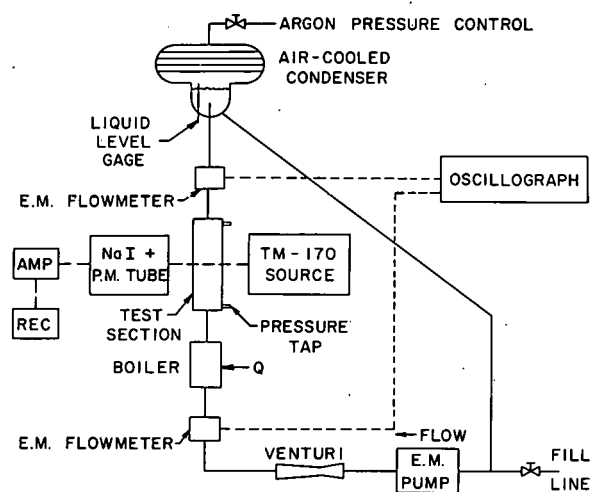 ARGON PRESSURE CONTROL
AIR-COOLED
CONDENSER
LIQUID
LEVEL
GAGE
E.M. FLOWMETER
OSCILLOGRAPH
AMP
NaI +
P.M. TUBE
TM-170
SOURCE
REC
TEST
SECTION
PRESSURE
TAP
BOILER
Q
E.M. FLOWMETER
FLOW
VENTURI
E.M.
PUMP
FILL
LINE